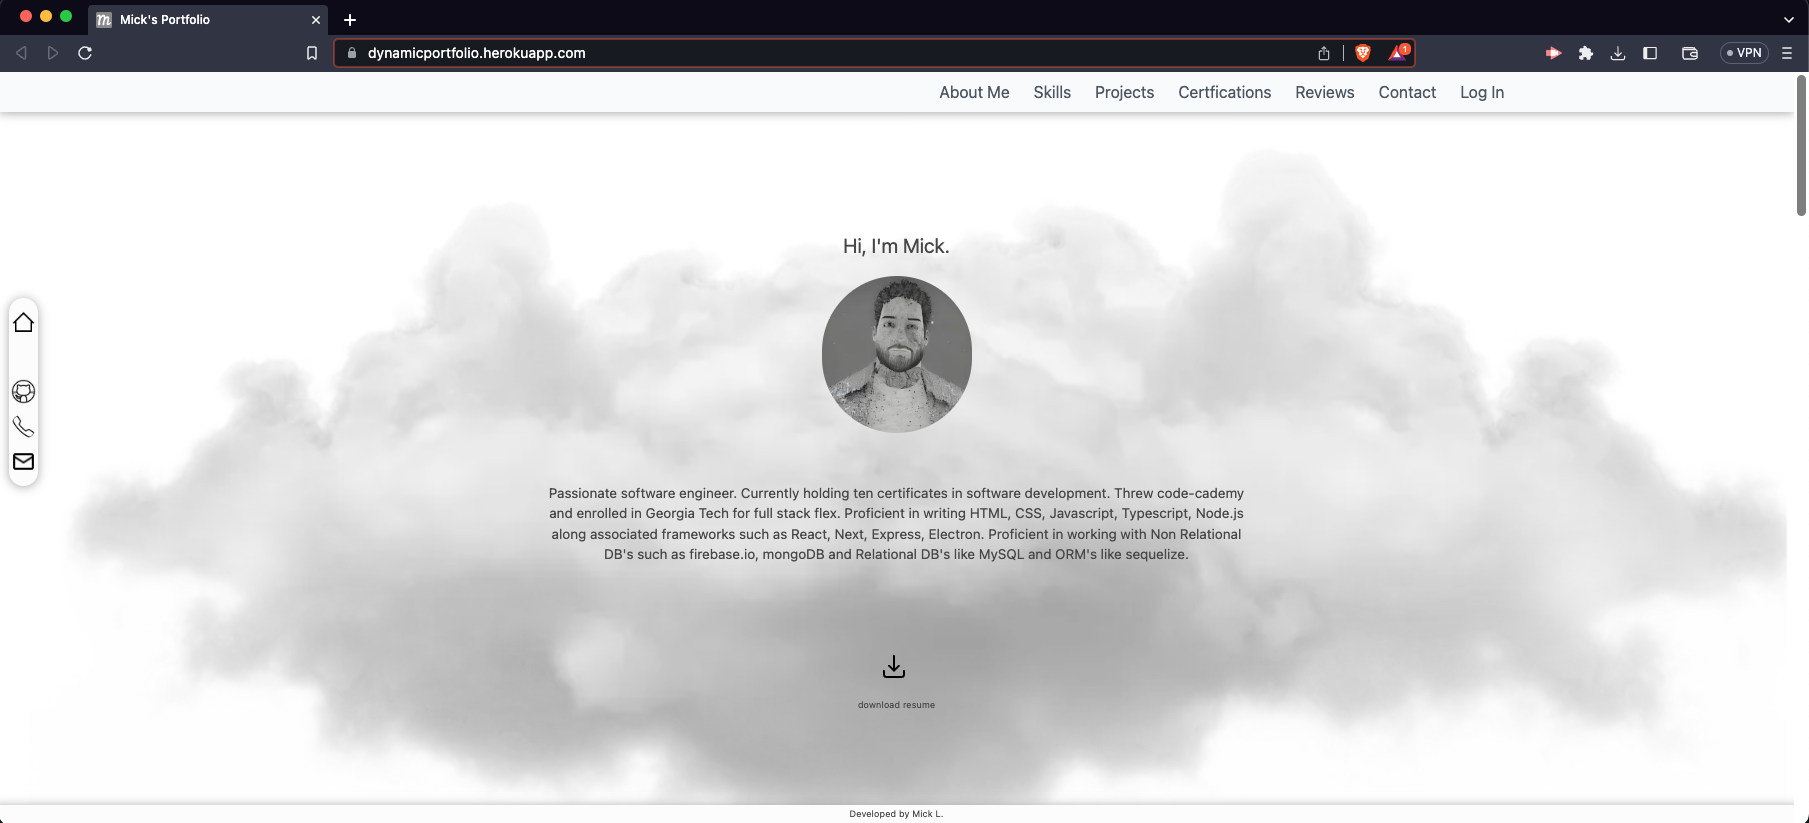 Mick's Portfolio
dynamicportfolio.herokuapp.com
1
VPN
About Me Skills Projects Certfications Reviews Contact Log In
Hi, I'm Mick.
Passionate software engineer. Currently holding ten certificates in software development. Threw code-cademy
and enrolled in Georgia Tech for full stack flex. Proficient in writing HTML, CSS, Javascript, Typescript, Node.js
along associated frameworks such as React, Next, Express, Electron. Proficient in working with Non Relational
DB's such as firebase.io, mongoDB and Relational DB's like MySQL and ORM's like sequelize.
download resume
Developed by Mick L.